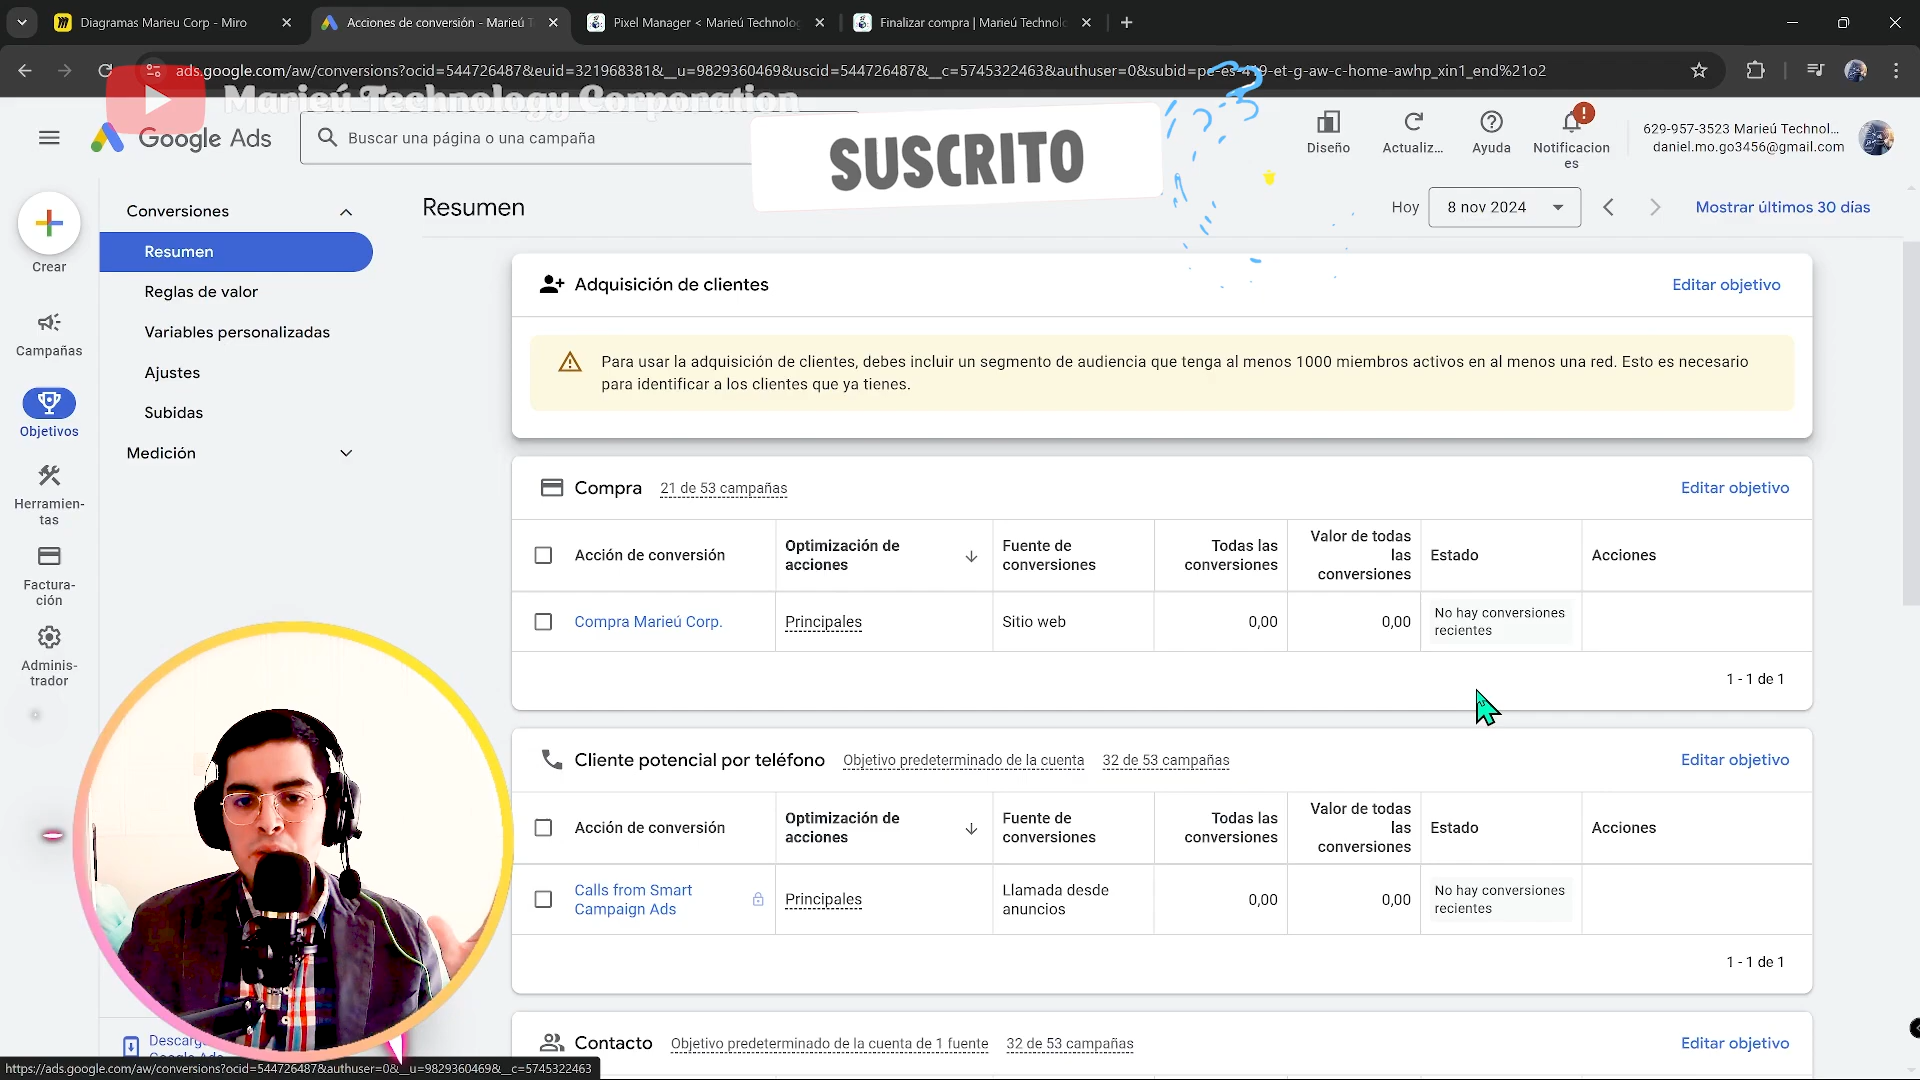 Diagramas Marieu Corp - Miro
Acciones de conversión - Marieú T
Pixel Manager < Marieú Technolog
Finalizar compra | Marieú Technol
ads.google.com/aw/conversions?ocid=544726487&euid=321968381&__u=9829360469&uscid=544726487&__c=5745322463&authuser=0&subid=pe-es-419-et-g-aw-c-home-awhp_xin1_end%21o2
Marieú Technology Corporation
Google Ads
Buscar una página o una campaña
SUSCRITO
Diseño
Actualiz...
Ayuda
Notificacion
es
629-957-3523 Marieú Technol...
daniel.mo.go3456@gmail.com
Crear
Campañas
Objetivos
Herramien-
tas
Factura-
ción
Adminis-
trador
Conversiones
Resumen
Reglas de valor
Variables personalizadas
Ajustes
Subidas
Medición
Resumen
Hoy
8 nov 2024
Mostrar últimos 30 días
Adquisición de clientes
Editar objetivo
Para usar la adquisición de clientes, debes incluir un segmento de audiencia que tenga al menos 1000 miembros activos en al menos una red. Esto es necesario
para identificar a los clientes que ya tienes.
Compra
21 de 53 campañas
Editar objetivo
Acción de conversión
Optimización de
acciones
Fuente de
conversiones
Todas las
conversiones
Valor de todas
las
conversiones
Estado
Acciones
Compra Marieú Corp.
Principales
Sitio web
0,00
0,00
No hay conversiones
recientes
1 - 1 de 1
Cliente potencial por teléfono
Objetivo predeterminado de la cuenta
32 de 53 campañas
Editar objetivo
Acción de conversión
Optimización de
acciones
Fuente de
conversiones
Todas las
conversiones
Valor de todas
las
conversiones
Estado
Acciones
Calls from Smart
Campaign Ads
Principales
Llamada desde
anuncios
0,00
0,00
No hay conversiones
recientes
1 - 1 de 1
Contacto
Objetivo predeterminado de la cuenta de 1 fuente
32 de 53 campañas
Editar objetivo
https://ads.google.com/aw/conversions?ocid=544726487&authuser=0&__u=9829360469&__c=5745322463